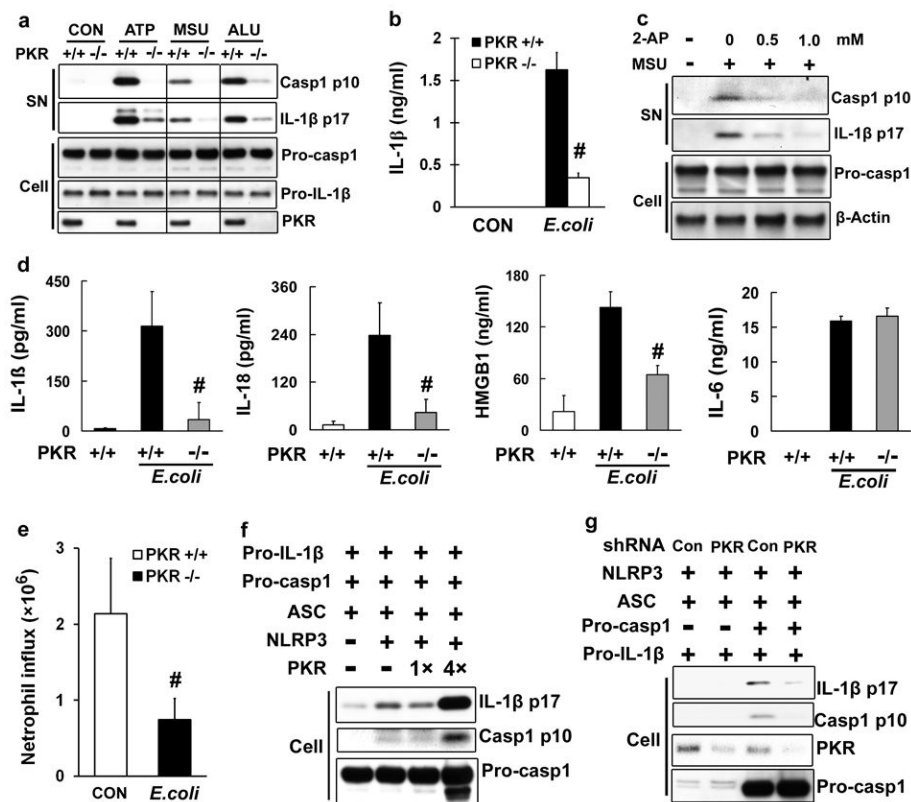 a
CON ATP MSU ALU
PKR +/+ -/- +/+ -/- +/+ -/- +/+ -/-
SN
Casp1 p10
IL-1β p17
Cell
Pro-casp1
Pro-IL-1β
PKR
b
IL-1β (ng/ml)
2
1.5
1
0.5
0
PKR +/+
PKR -/-
#
CON E.coli
c
2-AP - 0 0.5 1.0 mM
MSU - + + +
SN
Casp1 p10
IL-1β p17
Cell
Pro-casp1
β-Actin
d
IL-1ß (pg/ml)
450
300
150
0
#
PKR +/+ +/+ -/-
E.coli
IL-18 (pg/ml)
360
240
120
0
#
PKR +/+ +/+ -/-
E.coli
HMGB1 (ng/ml)
180
120
60
0
#
PKR +/+ +/+ -/-
E.coli
IL-6 (ng/ml)
20
15
10
5
0
PKR +/+ +/+ -/-
E.coli
e
Netrophil influx (×10⁶)
3
2
1
0
PKR +/+
PKR -/-
#
CON E.coli
f
Pro-IL-1β + + + +
Pro-casp1 + + + +
ASC + + + +
NLRP3 - + + +
PKR - - 1× 4×
Cell
IL-1β p17
Casp1 p10
Pro-casp1
g
shRNA Con PKR Con PKR
NLRP3 + + + +
ASC + + + +
Pro-casp1 - - + +
Pro-IL-1β + + + +
Cell
IL-1β p17
Casp1 p10
PKR
Pro-casp1